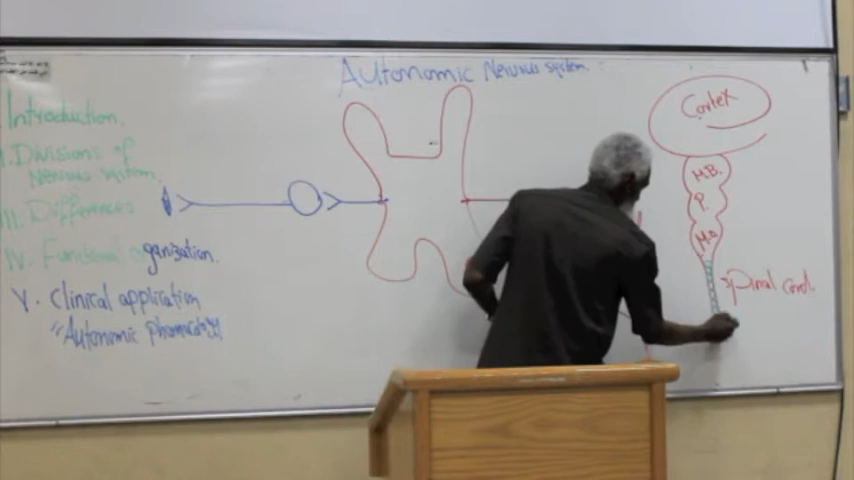 Autonomic Nervous system
Introduction.
I. Divisions of
Nervous system
III. Differences
IV. Functional organization.
V. Clinical application
"Autonomic pharmacology
Cortex
M.B.
P.
M.O
Spinal Cord